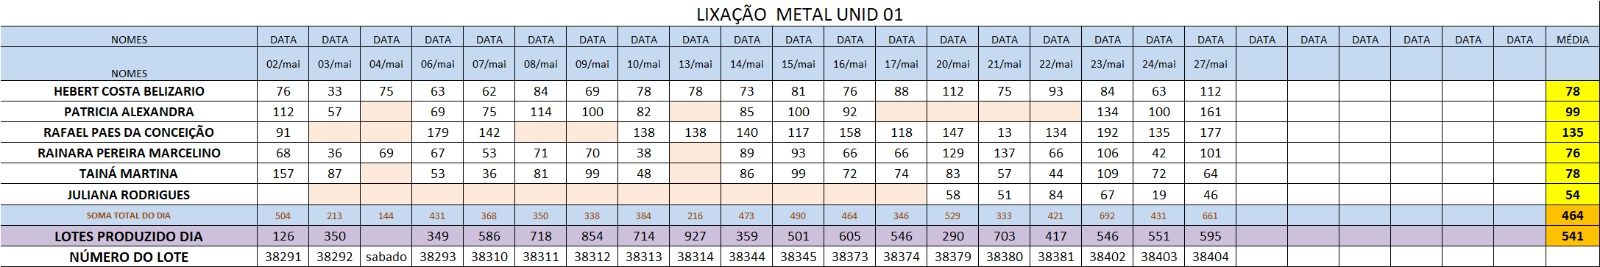 LIXAÇÃO METAL UNID 01
NOMES DATA DATA DATA DATA DATA DATA DATA DATA DATA DATA DATA DATA DATA DATA DATA DATA DATA DATA DATA DATA DATA DATA DATA DATA DATA MÉDIA
NOMES 02/mai 03/mai 04/mai 06/mai 07/mai 08/mai 09/mai 10/mai 13/mai 14/mai 15/mai 16/mai 17/mai 20/mai 21/mai 22/mai 23/mai 24/mai 27/mai
HEBERT COSTA BELIZARIO 76 33 75 63 62 84 69 78 78 73 81 76 88 112 75 93 84 63 112 78
PATRICIA ALEXANDRA 112 57 69 75 114 100 82 85 100 92 134 100 161 99
RAFAEL PAES DA CONCEIÇÃO 91 179 142 138 138 140 117 158 118 147 13 134 192 135 177 135
RAINARA PEREIRA MARCELINO 68 36 69 67 53 71 70 38 89 93 66 66 129 137 66 106 42 101 76
TAINÁ MARTINA 157 87 53 36 81 99 48 86 99 72 74 83 57 44 109 72 64 78
JULIANA RODRIGUES 58 51 84 67 19 46 54
SOMA TOTAL DO DIA 504 213 144 431 368 350 338 384 216 473 490 464 346 529 333 421 692 431 661 464
LOTES PRODUZIDO DIA 126 350 349 586 718 854 714 927 359 501 605 546 290 703 417 546 551 595 541
NÚMERO DO LOTE 38291 38292 sabado 38293 38310 38311 38312 38313 38314 38344 38345 38373 38374 38379 38380 38381 38402 38403 38404